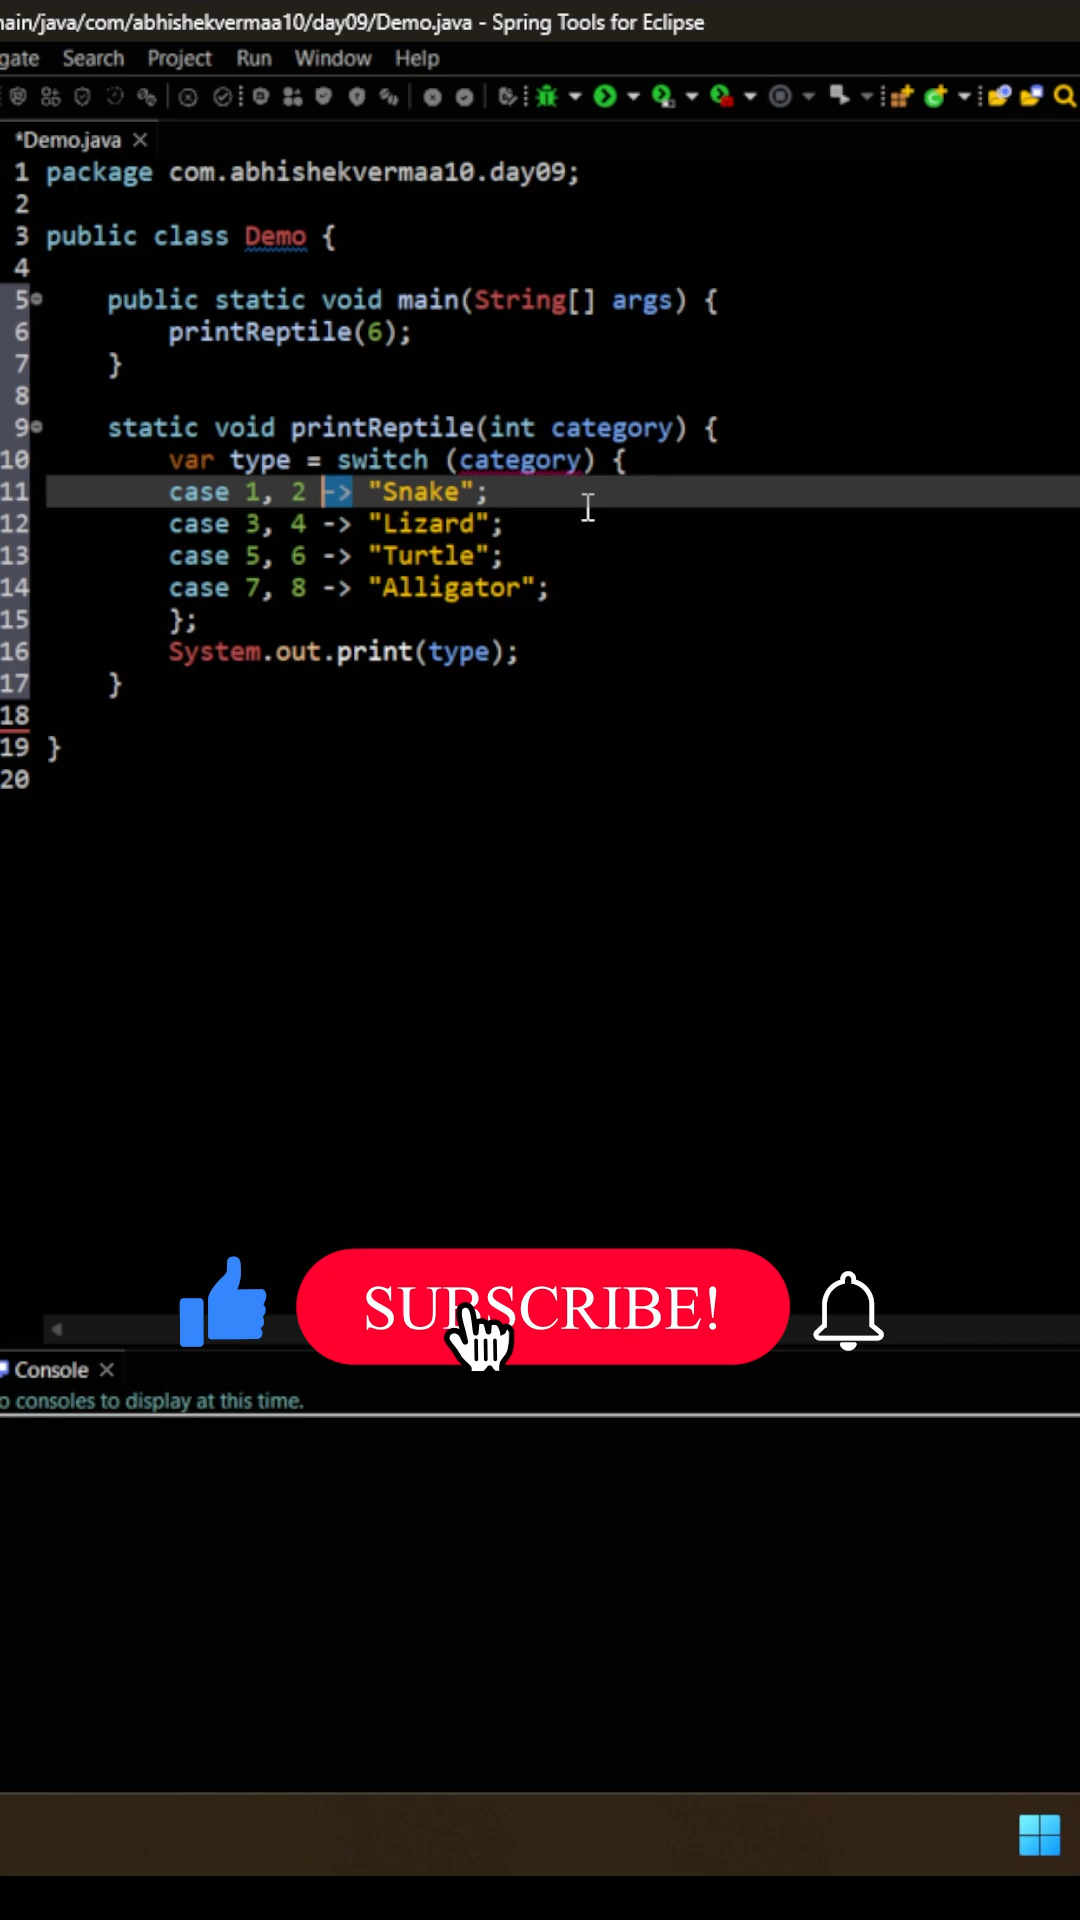 main/java/com/abhishekvermaa10/day09/Demo.java - Spring Tools for Eclipse
gate Search Project Run Window Help
*Demo.java
1 package com.abhishekvermaa10.day09;
2
3 public class Demo {
4
5 public static void main(String[] args) {
6 printReptile(6);
7 }
8
9 static void printReptile(int category) {
10 var type = switch (category) {
11 case 1, 2 -> "Snake";
12 case 3, 4 -> "Lizard";
13 case 5, 6 -> "Turtle";
14 case 7, 8 -> "Alligator";
15 };
16 System.out.print(type);
17 }
18
19 }
20
SUBSCRIBE!
Console
o consoles to display at this time.